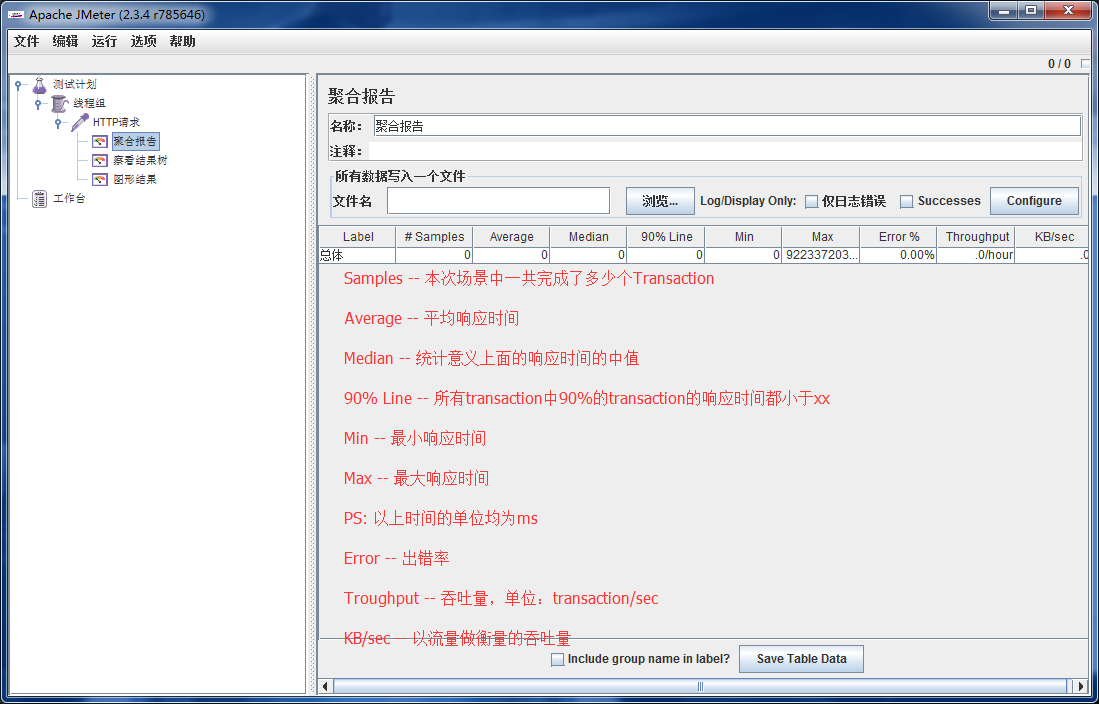 Apache JMeter (2.3.4 r785646)
文件 编辑 运行 选项 帮助
0 / 0
测试计划
线程组
HTTP请求
聚合报告
察看结果树
图形结果
工作台
聚合报告
名称： 聚合报告
注释：
所有数据写入一个文件
文件名 浏览... Log/Display Only: 仅日志错误 Successes Configure
Label # Samples Average Median 90% Line Min Max Error % Throughput KB/sec
总体 0 0 0 0 0 922337203... 0.00% .0/hour .0
Samples -- 本次场景中一共完成了多少个Transaction
Average -- 平均响应时间
Median -- 统计意义上面的响应时间的中值
90% Line -- 所有transaction中90%的transaction的响应时间都小于xx
Min -- 最小响应时间
Max -- 最大响应时间
PS: 以上时间的单位均为ms
Error -- 出错率
Troughput -- 吞吐量，单位：transaction/sec
KB/sec -- 以流量做衡量的吞吐量
Include group name in label? Save Table Data